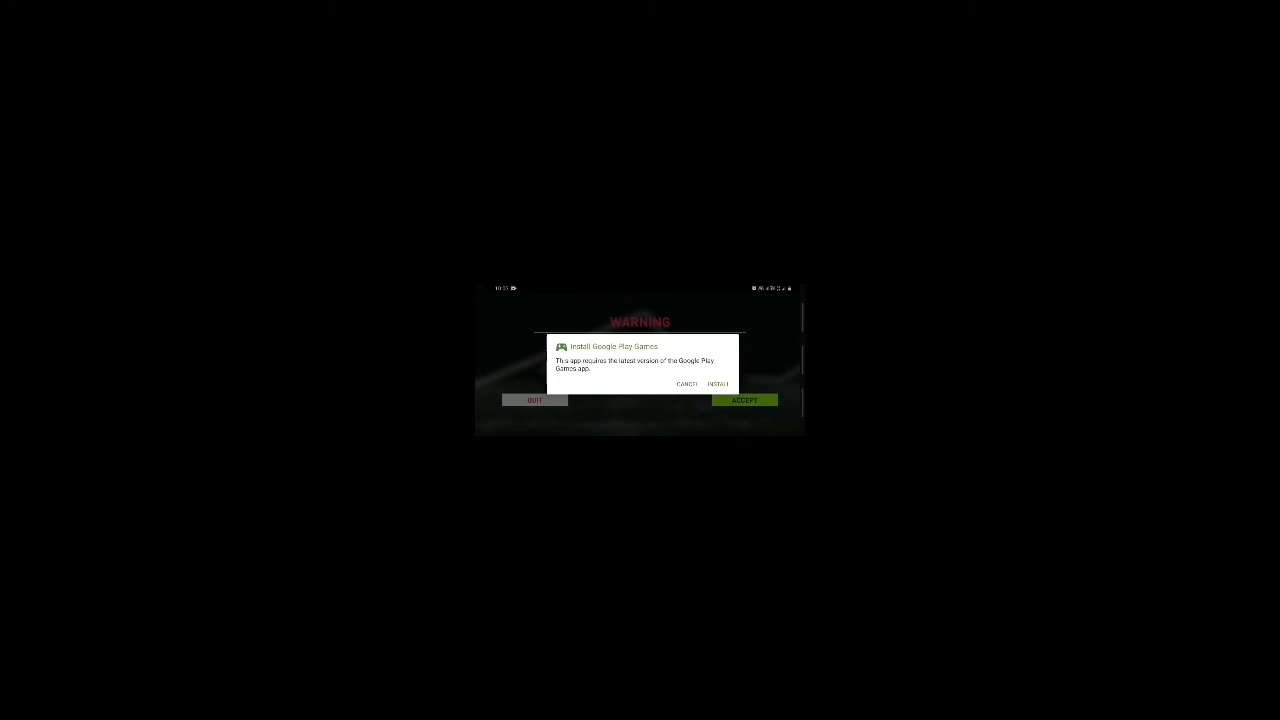 WARNING
Install Google Play Games
This app requires the latest version of the Google Play
Games app.
CANCEL INSTALL
QUIT ACCEPT